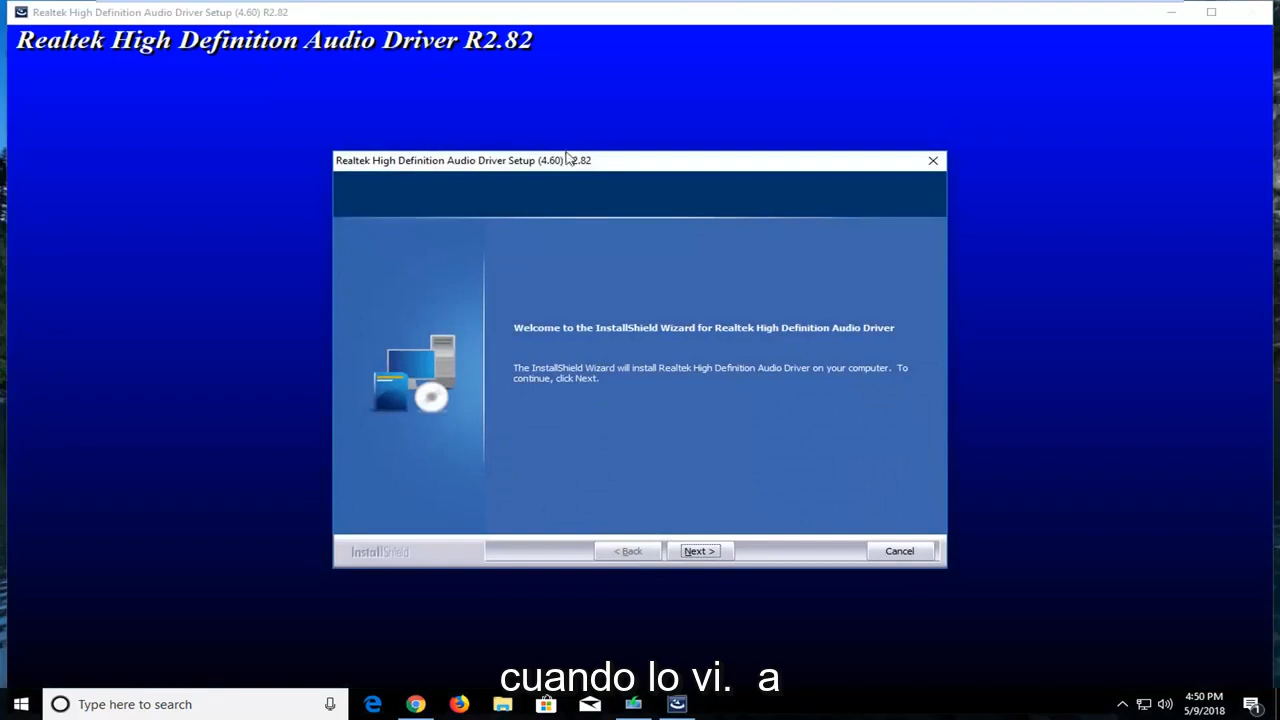 Realtek High Definition Audio Driver Setup (4.60) R2.82
Realtek High Definition Audio Driver R2.82
Realtek High Definition Audio Driver Setup (4.60) R2.82
Welcome to the InstallShield Wizard for Realtek High Definition Audio Driver
The InstallShield Wizard will install Realtek High Definition Audio Driver on your computer. To
continue, click Next.
InstallShield
< Back
Next >
Cancel
cuando lo vi. a
Type here to search
4:50 PM
5/9/2018
1